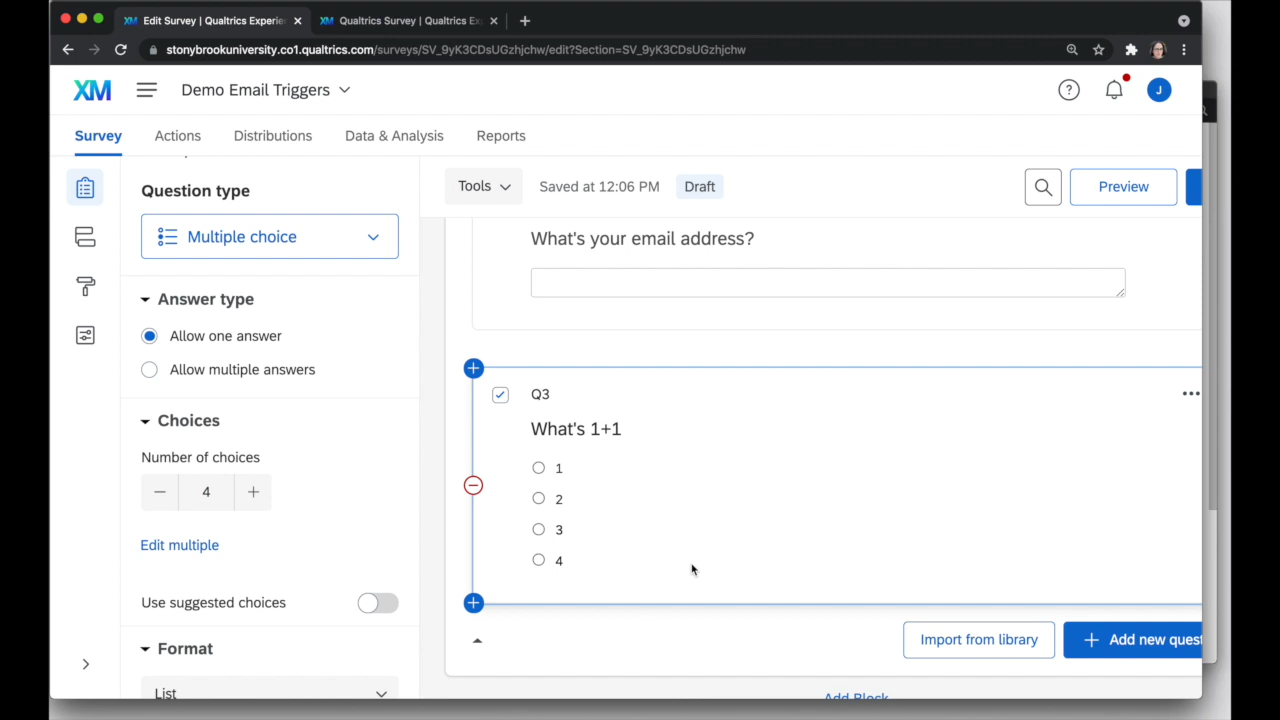 Edit Survey | Qualtrics Experie
Qualtrics Survey | Qualtrics Ex
stonybrookuniversity.co1.qualtrics.com/surveys/SV_9yK3CDsUGzhjchw/edit?Section=SV_9yK3CDsUGzhjchw
XM
Demo Email Triggers
J
Survey
Actions
Distributions
Data & Analysis
Reports
Question type
Multiple choice
Answer type
Allow one answer
Allow multiple answers
Choices
Number of choices
4
Edit multiple
Use suggested choices
Format
List
Tools
Saved at 12:06 PM
Draft
Preview
What's your email address?
Q3
What's 1+1
1
2
3
4
Import from library
Add new quest
Add Block